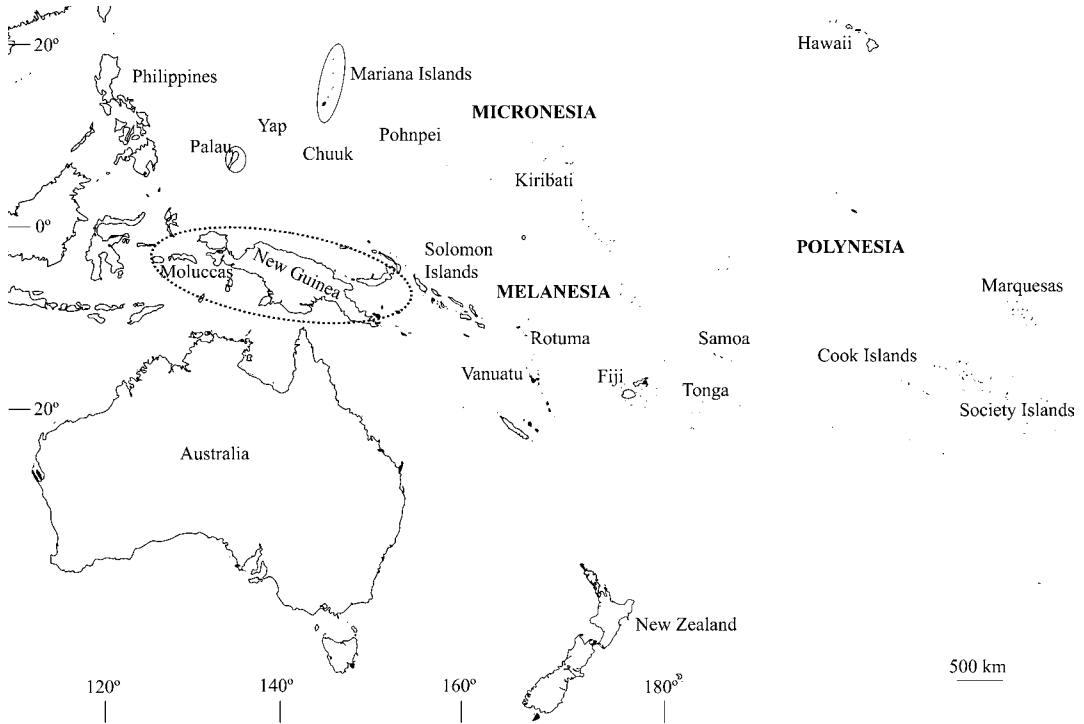 Hawaii
20º
Philippines
Mariana Islands
MICRONESIA
Yap
Pohnpei
Palau
Chuuk
Kiribati
0º
Solomon
Islands
POLYNESIA
Moluccas
New Guinea
MELANESIA
Marquesas
Rotuma
Samoa
Cook Islands
Vanuatu
Fiji
Tonga
20º
Society Islands
Australia
New Zealand
500 km
120º
140º
160º
180º